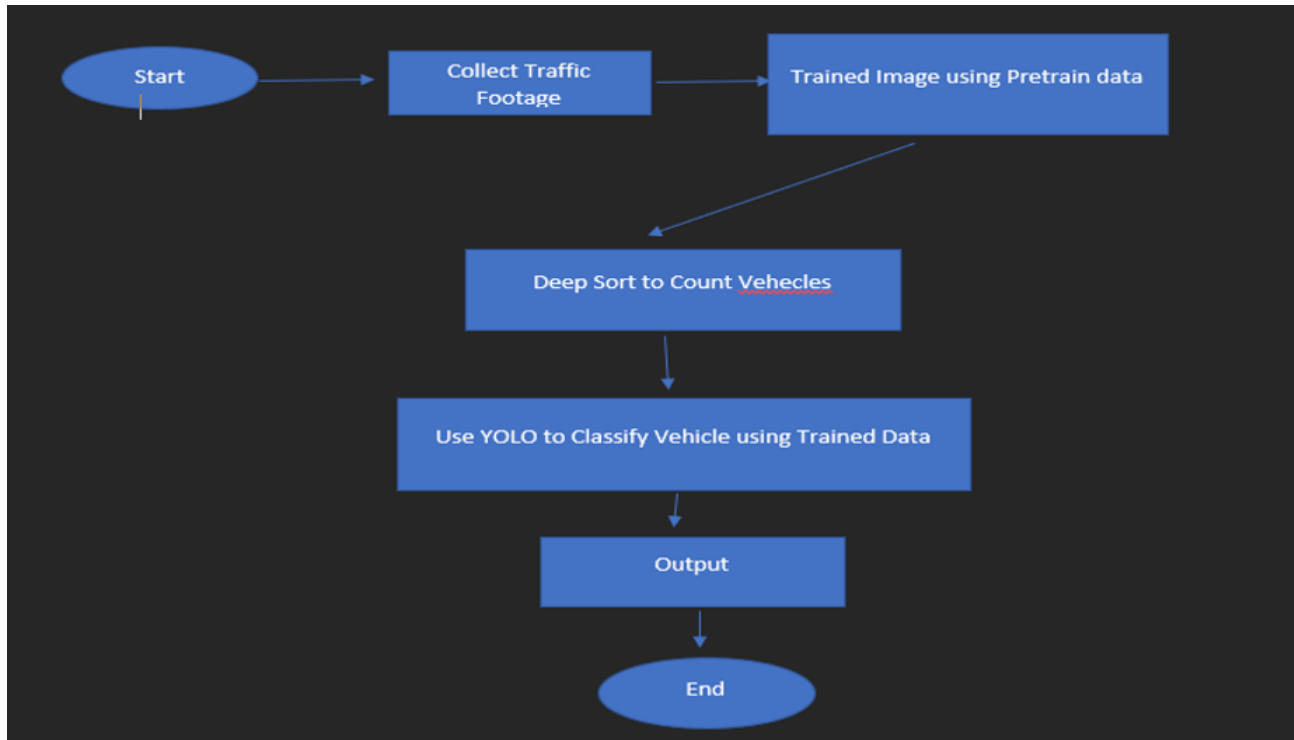 Start
Collect Traffic
Footage
Trained Image using Pretrain data
Deep Sort to Count Vehecles
Use YOLO to Classify Vehicle using Trained Data
Output
End